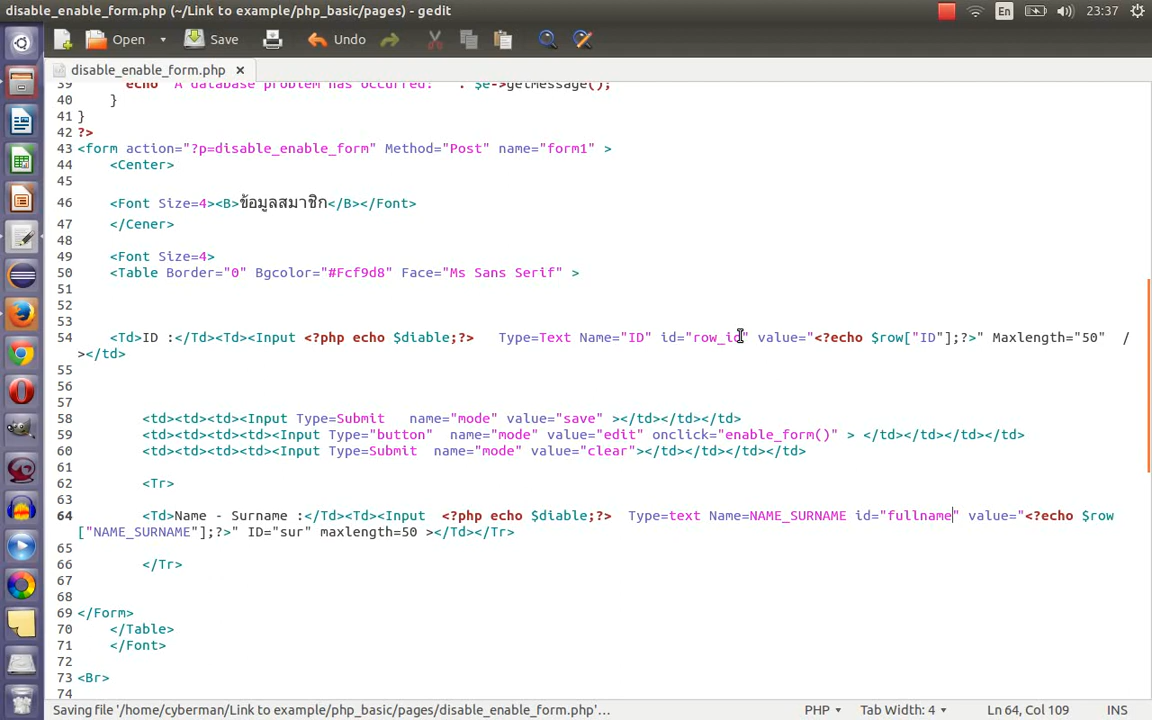 disable_enable_form.php (~/Link to example/php_basic/pages) - gedit
En
23:37
Open
Save
Undo
disable_enable_form.php
39 echo "A database problem has occurred: " . $e->getMessage();
40 }
41 }
42 ?>
43 <form action="?p=disable_enable_form" Method="Post" name="form1" >
44 <Center>
45
46 <Font Size=4><B>ข้อมูลสมาชิก</B></Font>
47 </Cener>
48
49 <Font Size=4>
50 <Table Border="0" Bgcolor="#Fcf9d8" Face="Ms Sans Serif" >
51
52
53
54 <Td>ID :</Td><Td><Input <?php echo $diable;?> Type=Text Name="ID" id="row_id" value="<?echo $row["ID"];?>" Maxlength="50" /
></td>
55
56
57
58 <td><td><td><Input Type=Submit name="mode" value="save" ></td></td></td>
59 <td><td><td><td><Input Type="button" name="mode" value="edit" onclick="enable_form()" > </td></td></td></td>
60 <td><td><td><td><Input Type=Submit name="mode" value="clear"></td></td></td></td>
61
62 <Tr>
63
64 <Td>Name - Surname :</Td><Td><Input <?php echo $diable;?> Type=text Name=NAME_SURNAME id="fullname" value="<?echo $row
["NAME_SURNAME"];?>" ID="sur" maxlength=50 ></Td></Tr>
65
66 </Tr>
67
68
69 </Form>
70 </Table>
71 </Font>
72
73 <Br>
74
Saving file '/home/cyberman/Link to example/php_basic/pages/disable_enable_form.php'...
PHP
Tab Width: 4
Ln 64, Col 109
INS